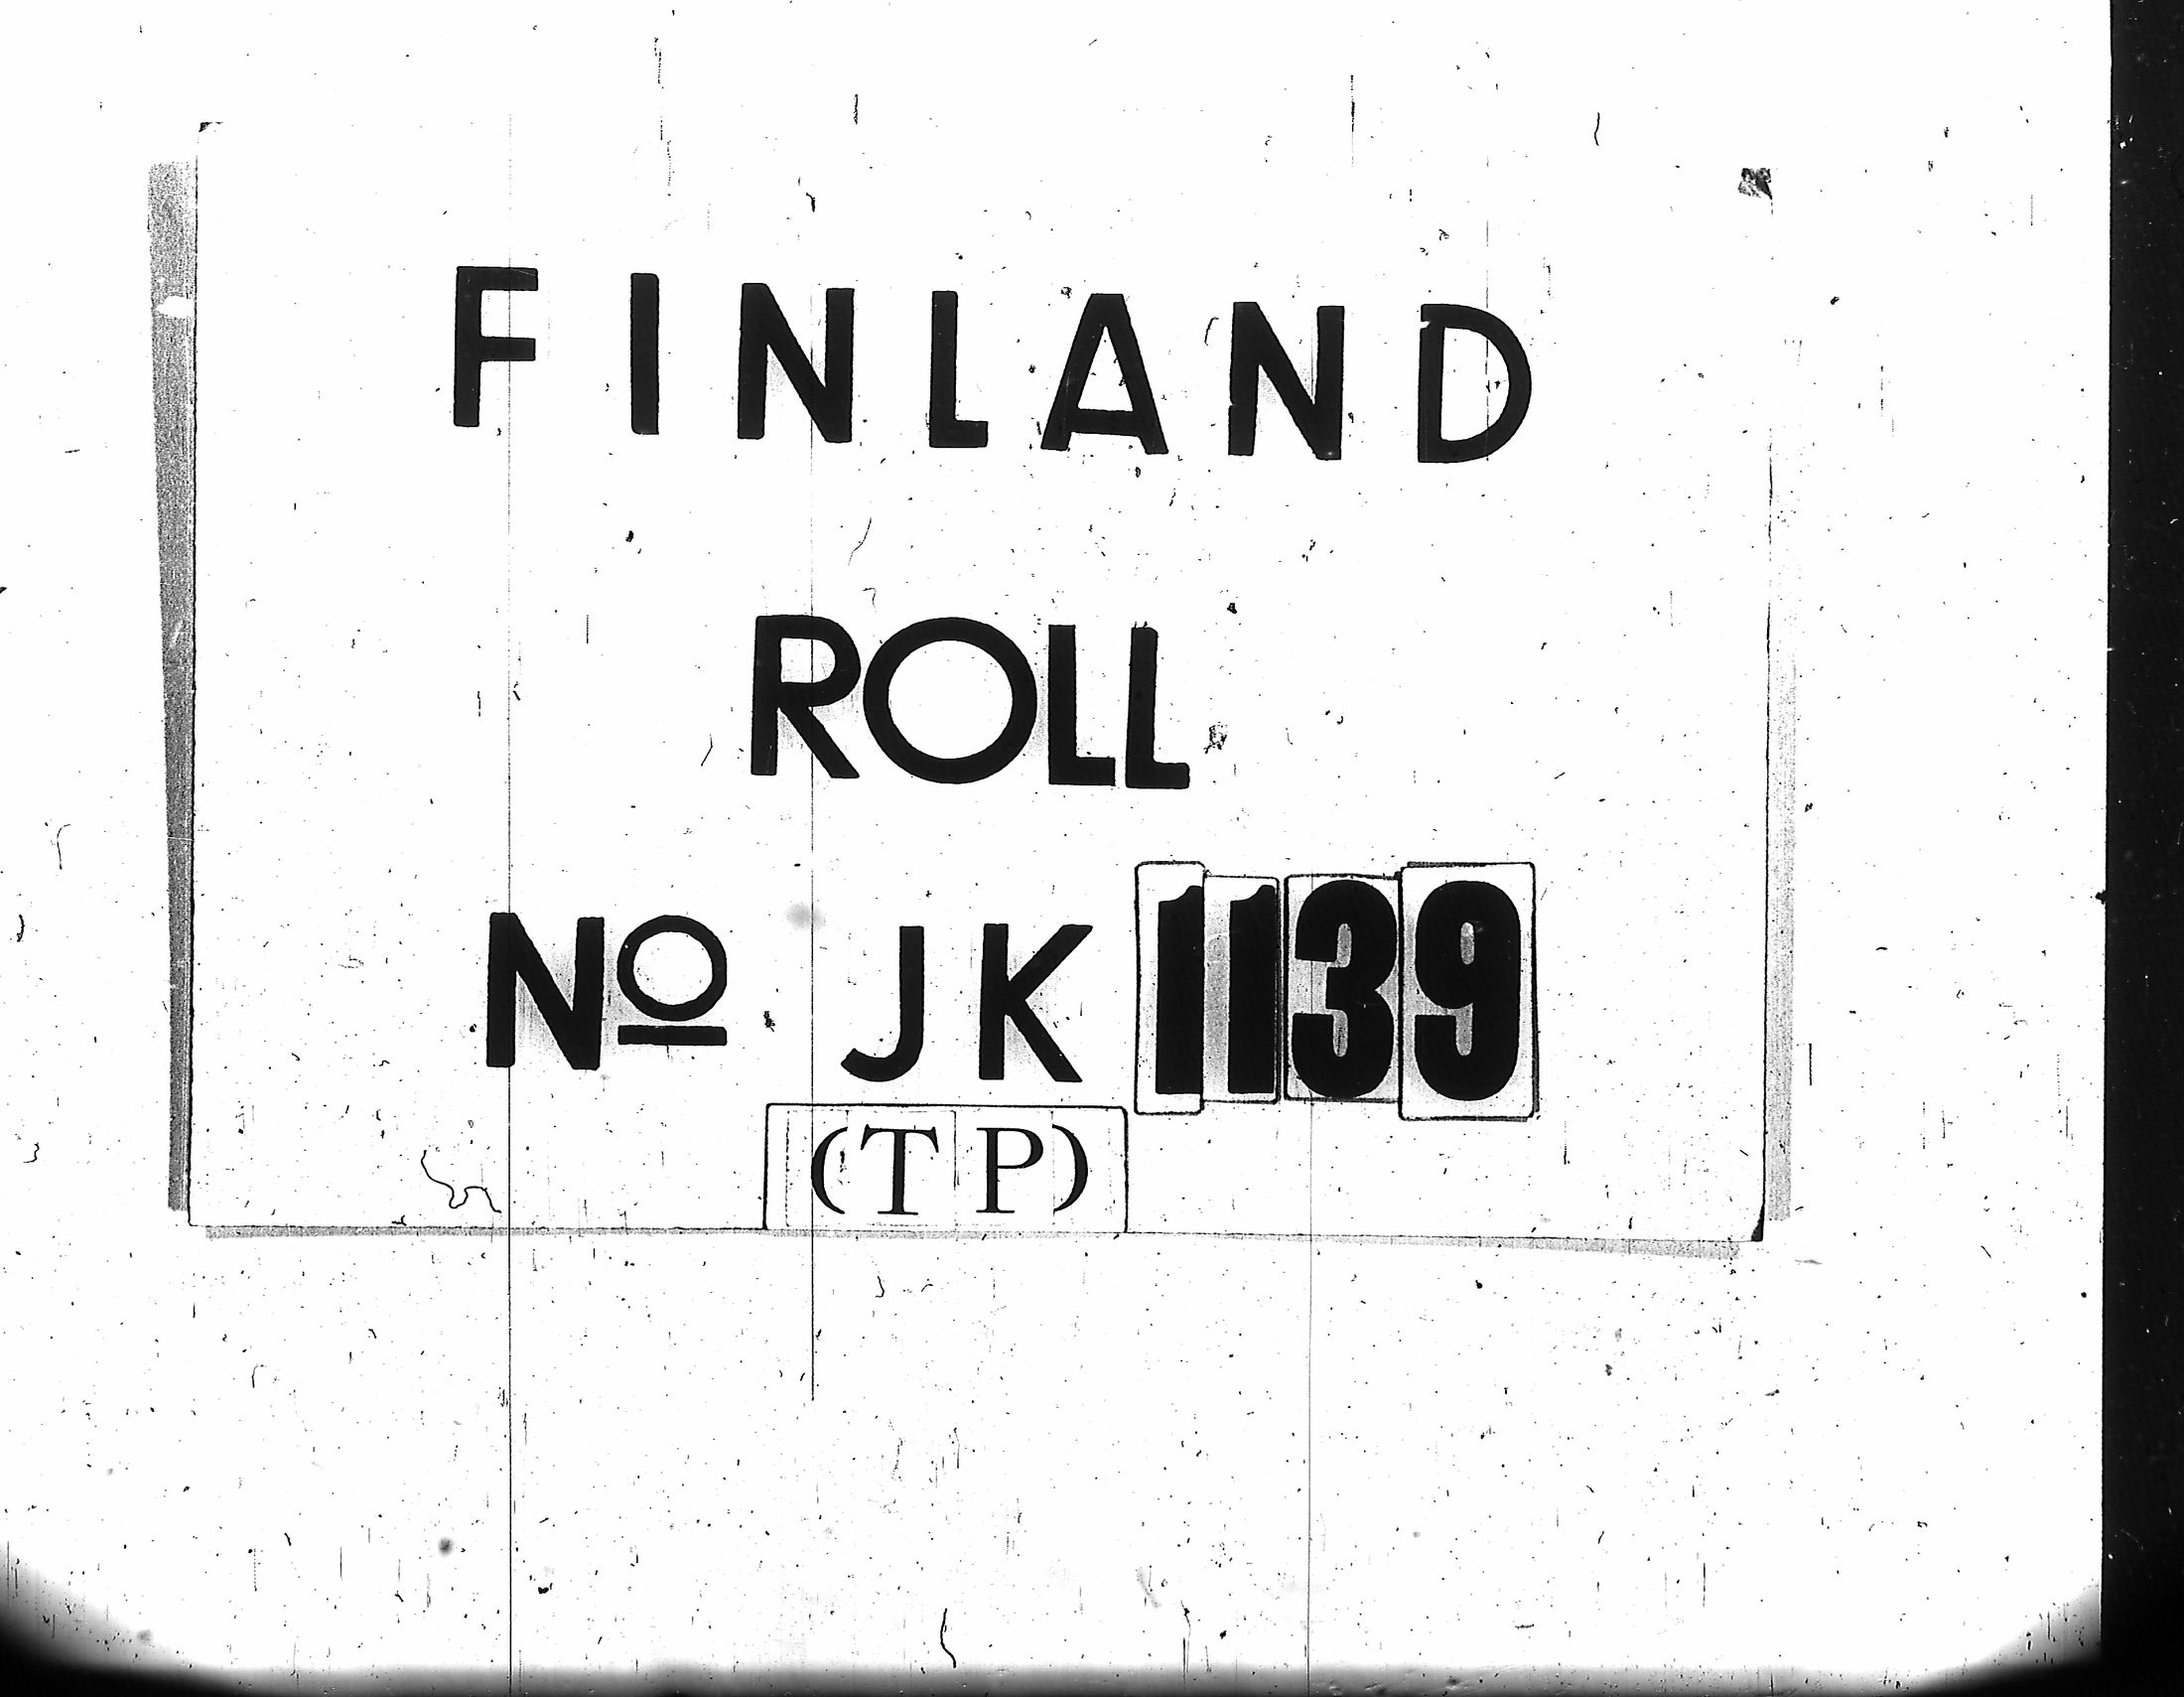 FINLAND
ROLL
Nº JK 1139
(TP)